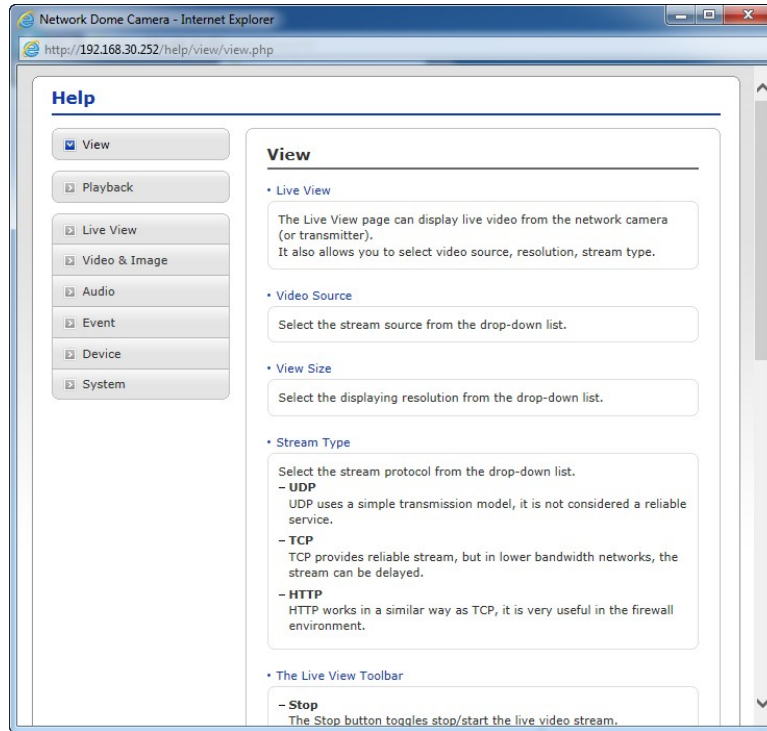 Network Dome Camera - Internet Explorer
http://192.168.30.252/help/view/view.php
Help
View
Playback
Live View
Video & Image
Audio
Event
Device
System
View
• Live View
The Live View page can display live video from the network camera
(or transmitter).
It also allows you to select video source, resolution, stream type.
• Video Source
Select the stream source from the drop-down list.
• View Size
Select the displaying resolution from the drop-down list.
• Stream Type
Select the stream protocol from the drop-down list.
– UDP
UDP uses a simple transmission model, it is not considered a reliable
service.
– TCP
TCP provides reliable stream, but in lower bandwidth networks, the
stream can be delayed.
– HTTP
HTTP works in a similar way as TCP, it is very useful in the firewall
environment.
• The Live View Toolbar
– Stop
The Stop button toggles stop/start the live video stream.